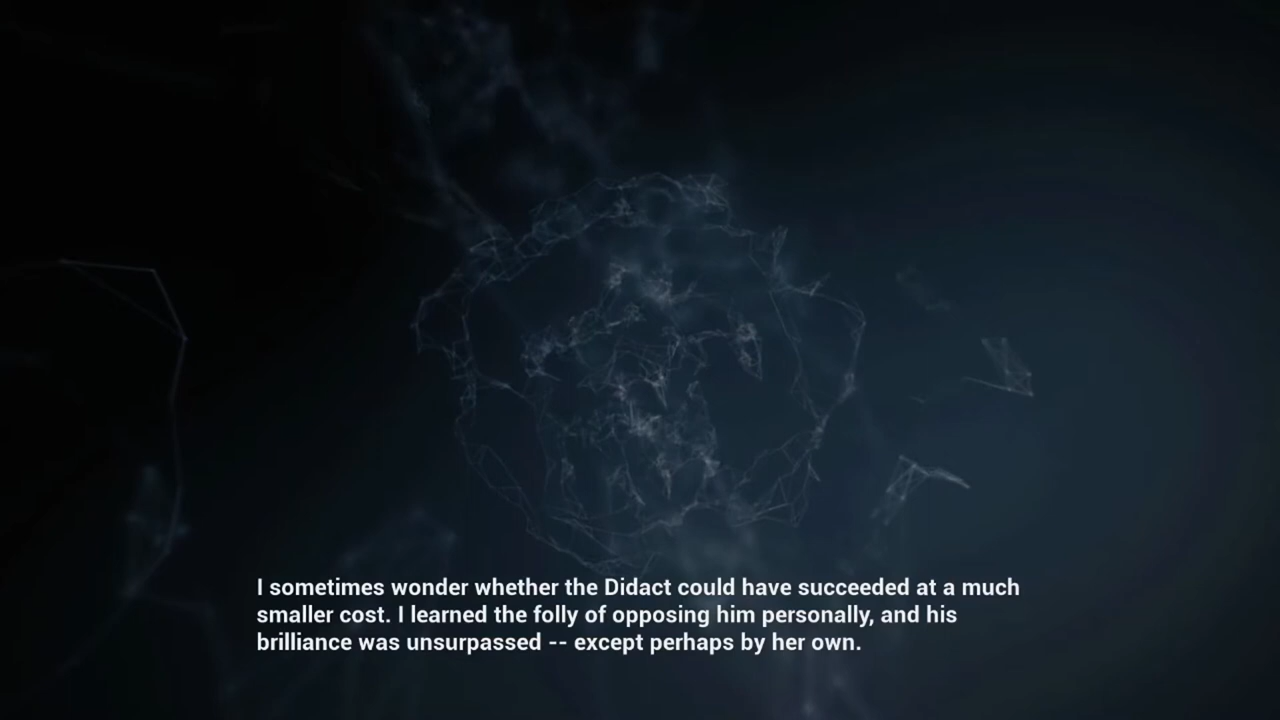 I sometimes wonder whether the Didact could have succeeded at a much
smaller cost. I learned the folly of opposing him personally, and his
brilliance was unsurpassed -- except perhaps by her own.